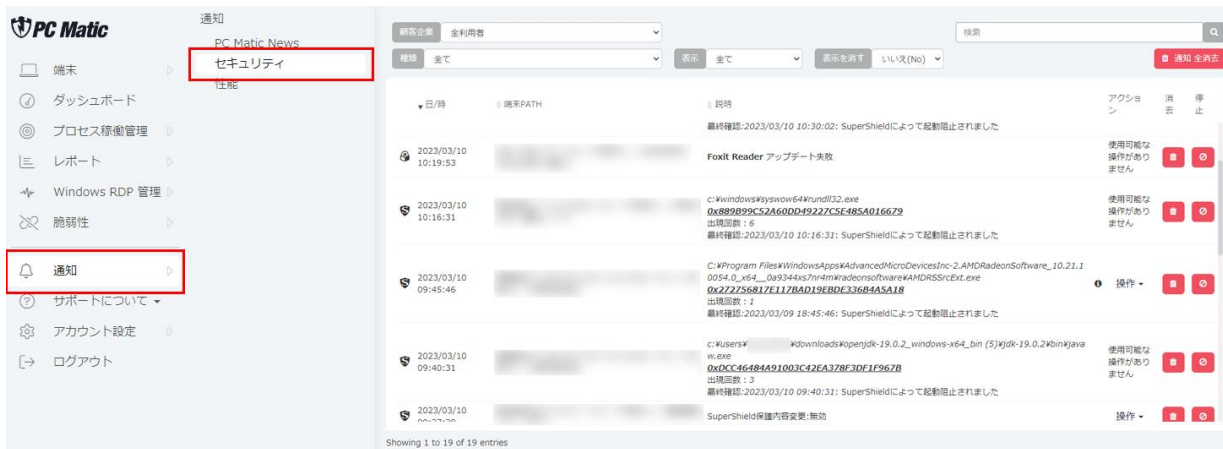 PC Matic
端末
ダッシュボード
プロセス稼働管理
レポート
Windows RDP 管理
脆弱性
通知
サポートについて
アカウント設定
ログアウト
通知
PC Matic News
セキュリティ
性能
顧客企業 全利用者
検索
種類 全て
表示 全て
表示を消す いいえ(No)
通知 全消去
日/時
端末PATH
説明
アクション
消去
停止
最終確認:2023/03/10 10:30:02: SuperShieldによって起動阻止されました
2023/03/10
10:19:53
Foxit Reader アップデート失敗
使用可能な
操作があり
ません
2023/03/10
10:16:31
c:¥windows¥syswow64¥rundll32.exe
0x889B99C52A60DD49227C5E485A016679
出現回数 : 6
最終確認:2023/03/10 10:16:31: SuperShieldによって起動阻止されました
使用可能な
操作があり
ません
2023/03/10
09:45:46
C:¥Program Files¥WindowsApps¥AdvancedMicroDevicesInc-2.AMDRadeonSoftware_10.21.1
0054.0_x64__0a9344xs7nr4m¥radeonsoftware¥AMDRSSrcExt.exe
0x272756817E117BAD19EBDE336B4A5A18
出現回数 : 1
最終確認:2023/03/09 18:45:46: SuperShieldによって起動阻止されました
操作
2023/03/10
09:40:31
c:¥users¥ ¥downloads¥openjdk-19.0.2_windows-x64_bin (5)¥jdk-19.0.2¥bin¥java
w.exe
0xDCC46484A91003C42EA378F3DF1F967B
出現回数 : 3
最終確認:2023/03/10 09:40:31: SuperShieldによって起動阻止されました
使用可能な
操作があり
ません
2023/03/10
SuperShield保護内容変更:無効
操作
Showing 1 to 19 of 19 entries